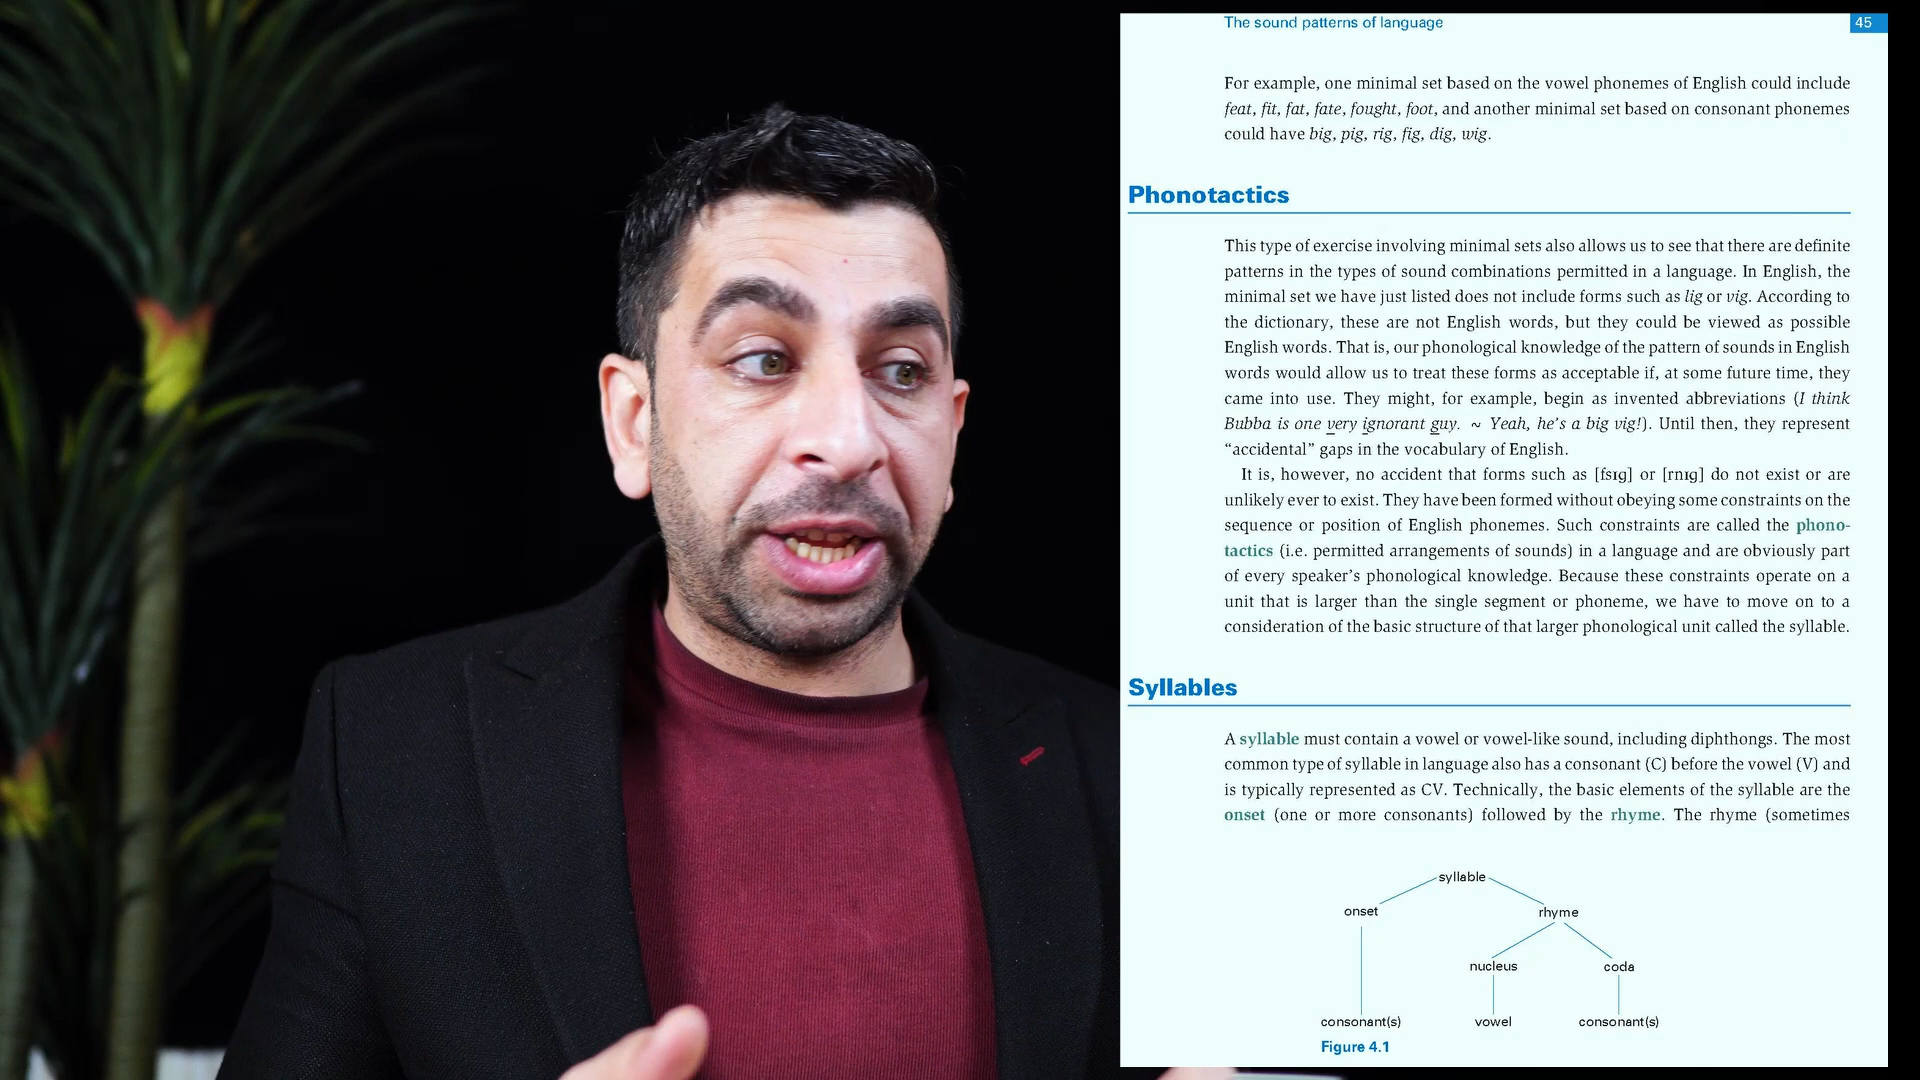 The sound patterns of language
45
For example, one minimal set based on the vowel phonemes of English could include
feat, fit, fat, fate, fought, foot, and another minimal set based on consonant phonemes
could have big, pig, rig, fig, dig, wig.
Phonotactics
This type of exercise involving minimal sets also allows us to see that there are definite
patterns in the types of sound combinations permitted in a language. In English, the
minimal set we have just listed does not include forms such as lig or vig. According to
the dictionary, these are not English words, but they could be viewed as possible
English words. That is, our phonological knowledge of the pattern of sounds in English
words would allow us to treat these forms as acceptable if, at some future time, they
came into use. They might, for example, begin as invented abbreviations (I think
Bubba is one very ignorant guy. ~ Yeah, he's a big vig!). Until then, they represent
“accidental” gaps in the vocabulary of English.
It is, however, no accident that forms such as [fsɪg] or [rnɪg] do not exist or are
unlikely ever to exist. They have been formed without obeying some constraints on the
sequence or position of English phonemes. Such constraints are called the phono-
tactics (i.e. permitted arrangements of sounds) in a language and are obviously part
of every speaker's phonological knowledge. Because these constraints operate on a
unit that is larger than the single segment or phoneme, we have to move on to a
consideration of the basic structure of that larger phonological unit called the syllable.
Syllables
A syllable must contain a vowel or vowel-like sound, including diphthongs. The most
common type of syllable in language also has a consonant (C) before the vowel (V) and
is typically represented as CV. Technically, the basic elements of the syllable are the
onset (one or more consonants) followed by the rhyme. The rhyme (sometimes
syllable
onset rhyme
nucleus coda
consonant(s) vowel consonant(s)
Figure 4.1